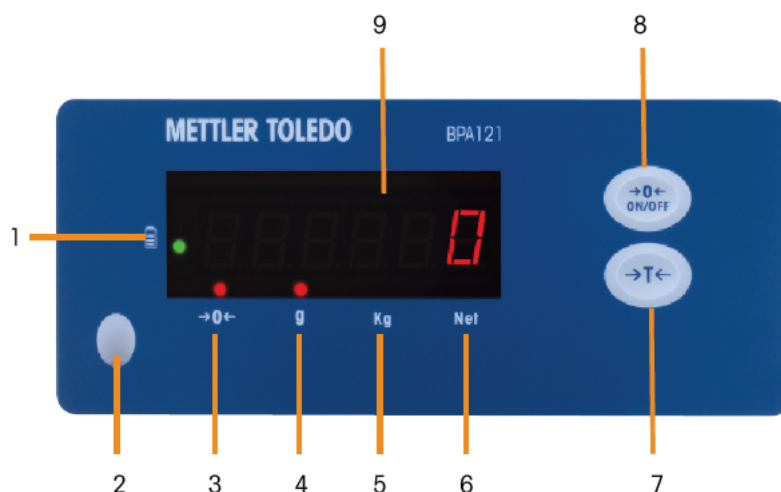 9
8
METTLER TOLEDO BPA121
→0←
ON/OFF
1
0
→T←
→0← g Kg Net
2 3 4 5 6 7